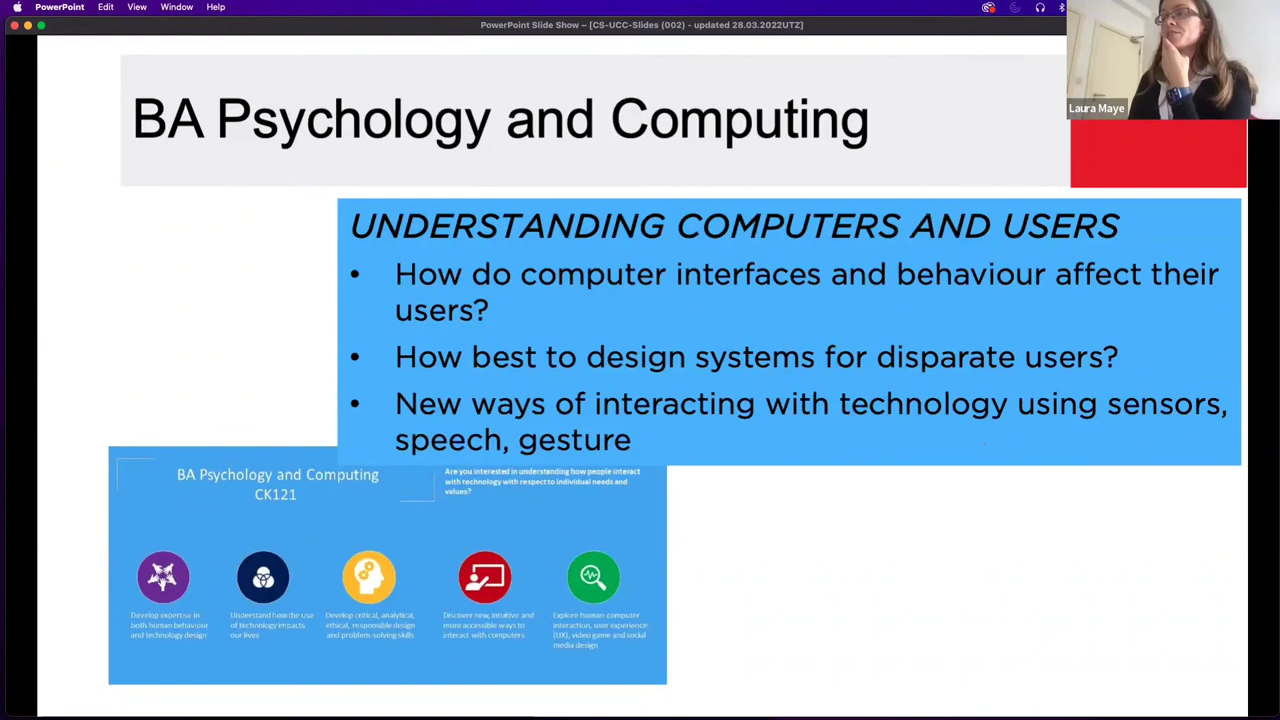 PowerPoint Edit View Window Help
PowerPoint Slide Show – [CS-UCC-Slides (002) - updated 28.03.2022UTZ]
Laura Maye
BA Psychology and Computing
UNDERSTANDING COMPUTERS AND USERS
• How do computer interfaces and behaviour affect their
users?
• How best to design systems for disparate users?
• New ways of interacting with technology using sensors,
speech, gesture
BA Psychology and Computing
CK121
Are you interested in understanding how people interact
with technology with respect to individual needs and
values?
Develop expertise in
both human behaviour
and technology design
Understand how the use
of technology impacts
our lives
Develop critical, analytical,
ethical, responsible design
and problem-solving skills
Discover new, intuitive and
more accessible ways to
interact with computers
Explore human computer
interaction, user experience
(UX), video game and social
media design